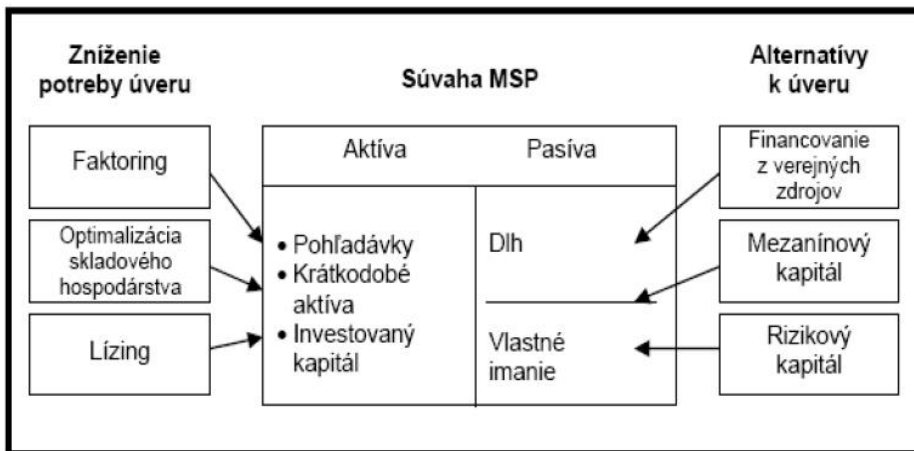 Zníženie
potreby úveru
Faktoring
Optimalizácia
skladového
hospodárstva
Lízing
Súvaha MSP
Aktíva
Pasíva
• Pohľadávky
• Krátkodobé
aktíva
• Investovaný
kapitál
Dlh
Vlastné
imanie
Alternatívy
k úveru
Financovanie
z verejných
zdrojov
Mezanínový
kapitál
Rizikový
kapitál